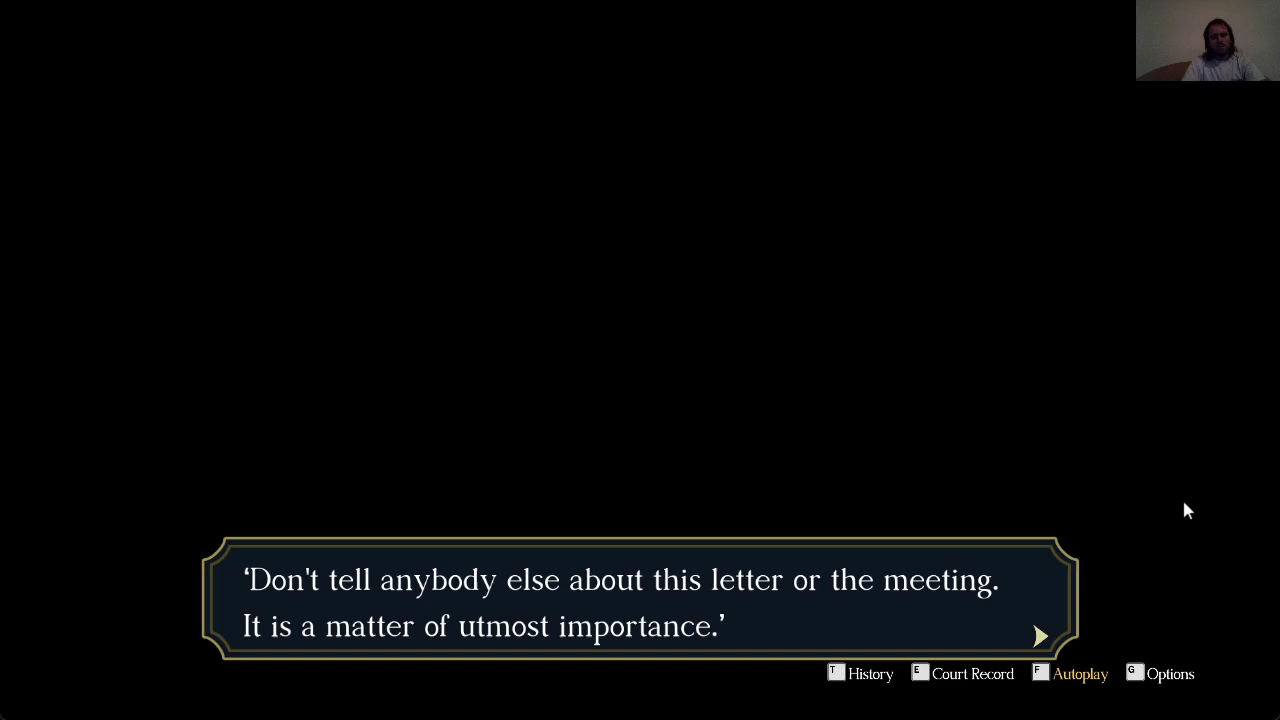 ‘Don't tell anybody else about this letter or the meeting.
It is a matter of utmost importance.’
T History E Court Record F Autoplay G Options